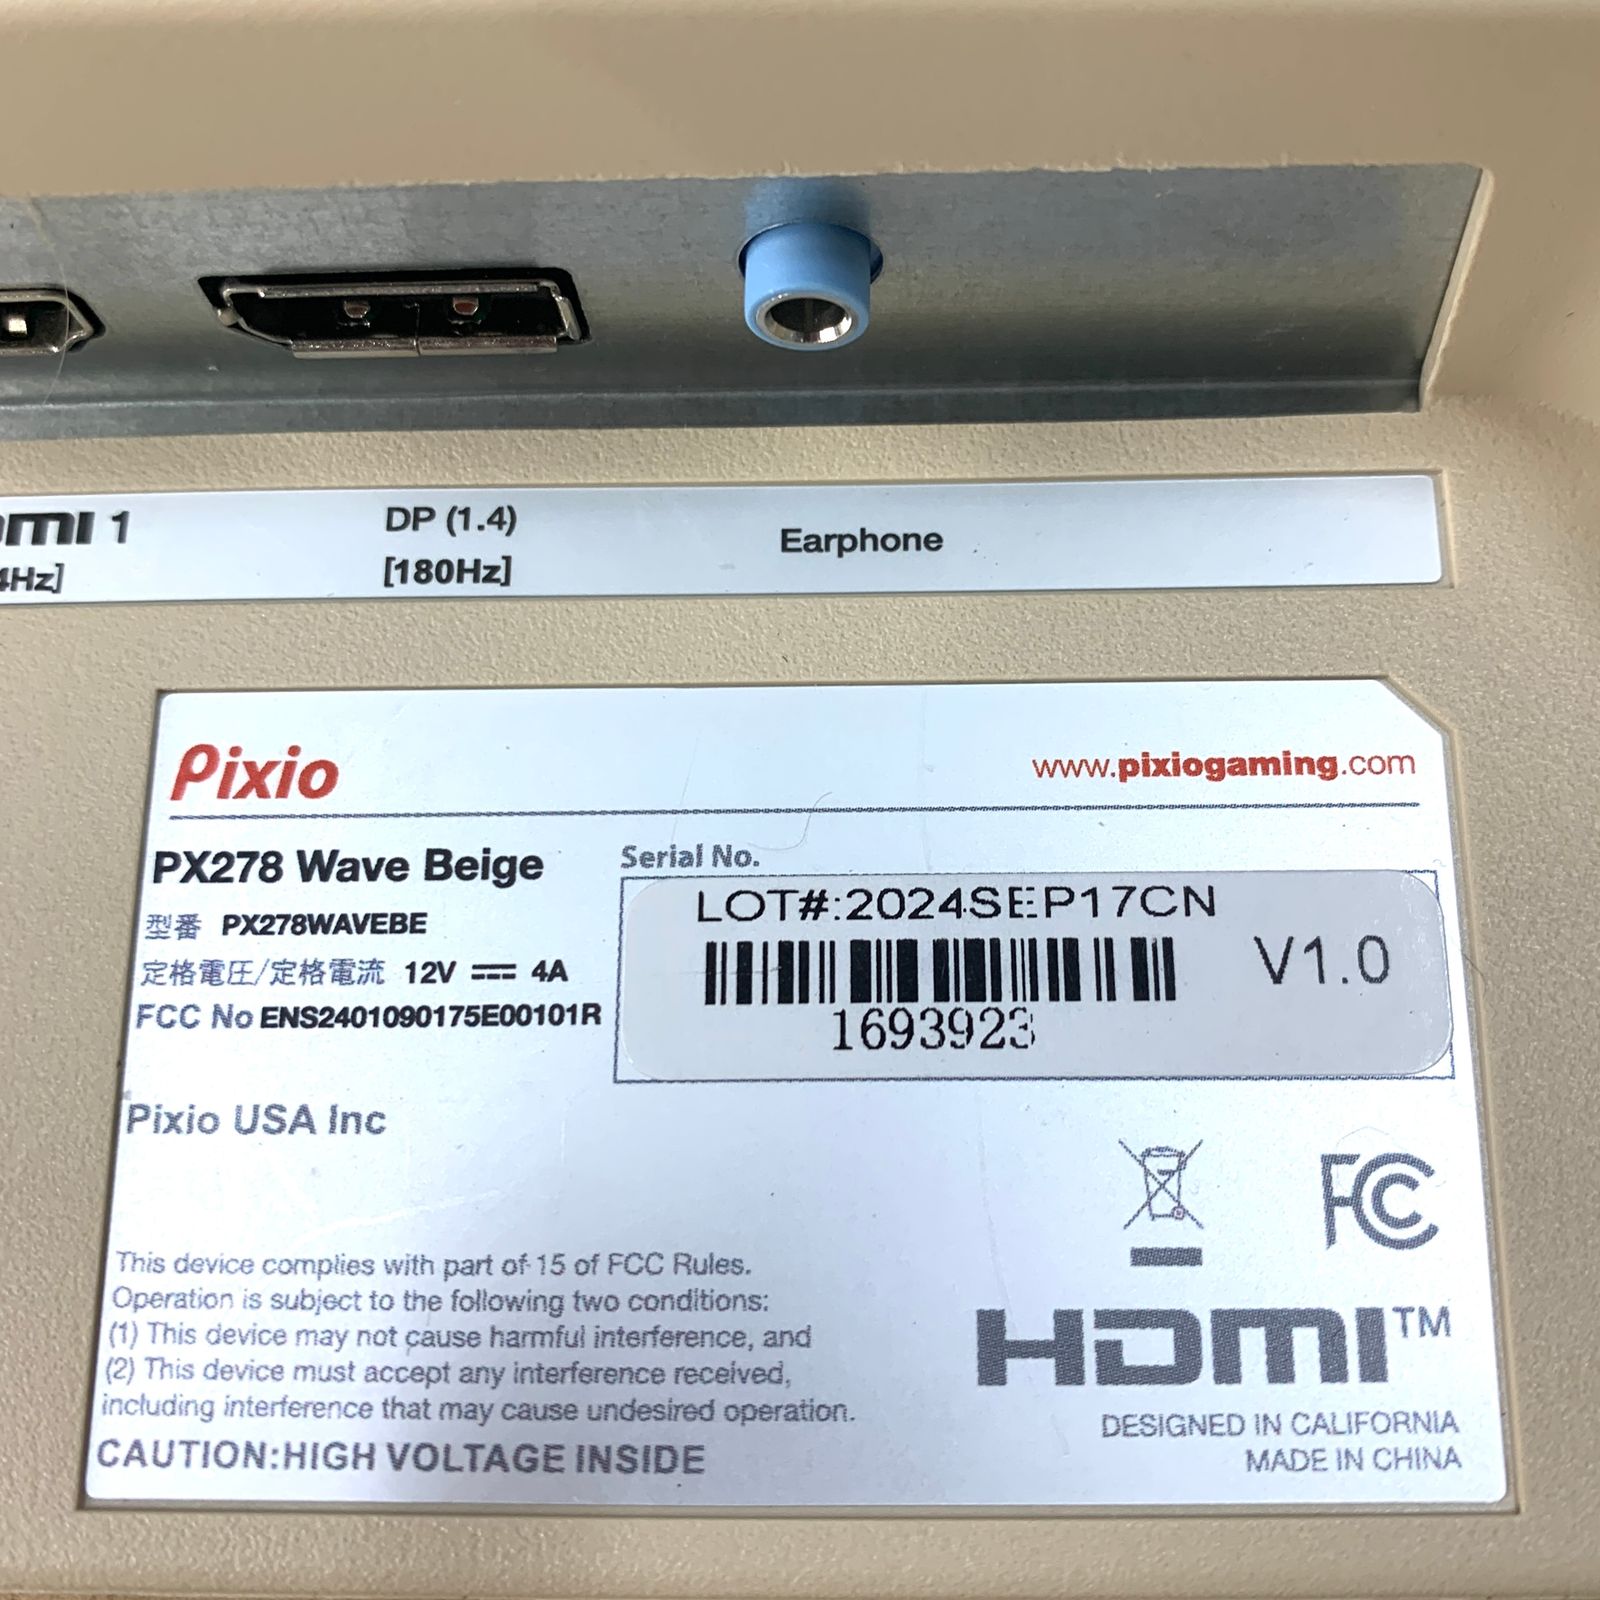 HDMI 1
4Hz]
DP (1.4)
[180Hz]
Earphone
Pixio
www.pixiogaming.com
PX278 Wave Beige
型番 PX278WAVEBE
定格電圧/定格電流 12V ⎓ 4A
FCC No ENS2401090175E00101R
Serial No.
LOT#:2024SEP17CN
V1.0
1693923
Pixio USA Inc
FC
This device complies with part of 15 of FCC Rules.
Operation is subject to the following two conditions:
(1) This device may not cause harmful interference, and
(2) This device must accept any interference received,
including interference that may cause undesired operation.
CAUTION:HIGH VOLTAGE INSIDE
HDMI™
DESIGNED IN CALIFORNIA
MADE IN CHINA